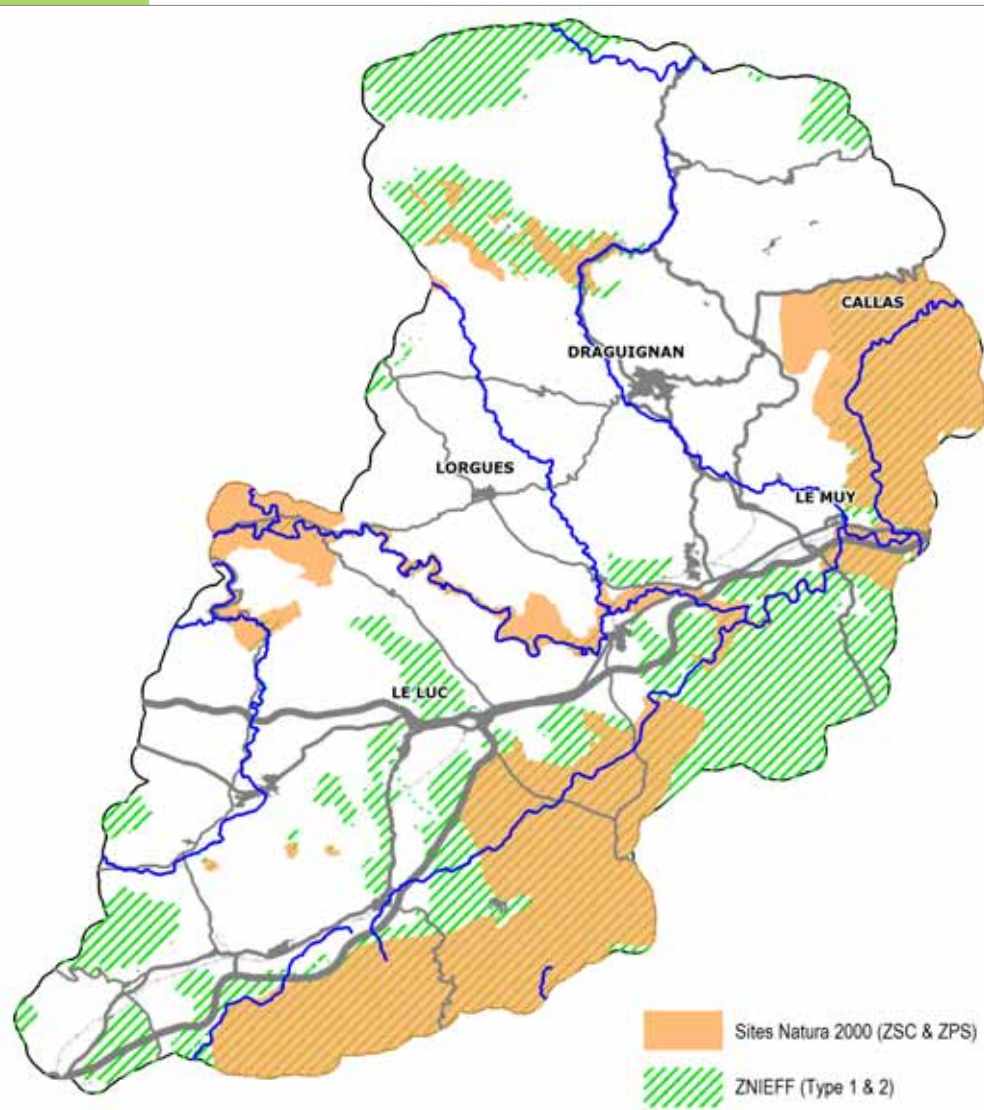 CALLAS
DRAGUIGNAN
LORGUES
LE MUY
LE LUC
Sites Natura 2000 (ZSC & ZPS)
ZNIEFF (Type 1 & 2)